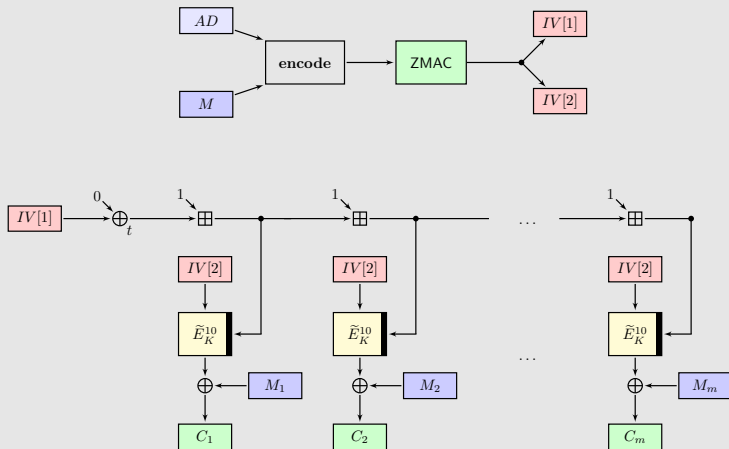 AD
IV[1]
encode
ZMAC
M
IV[2]
0
1
1
1
IV[1]
t
...
IV[2]
IV[2]
IV[2]
Ẽ_K^10
Ẽ_K^10
Ẽ_K^10
...
M_1
M_2
M_m
C_1
C_2
C_m